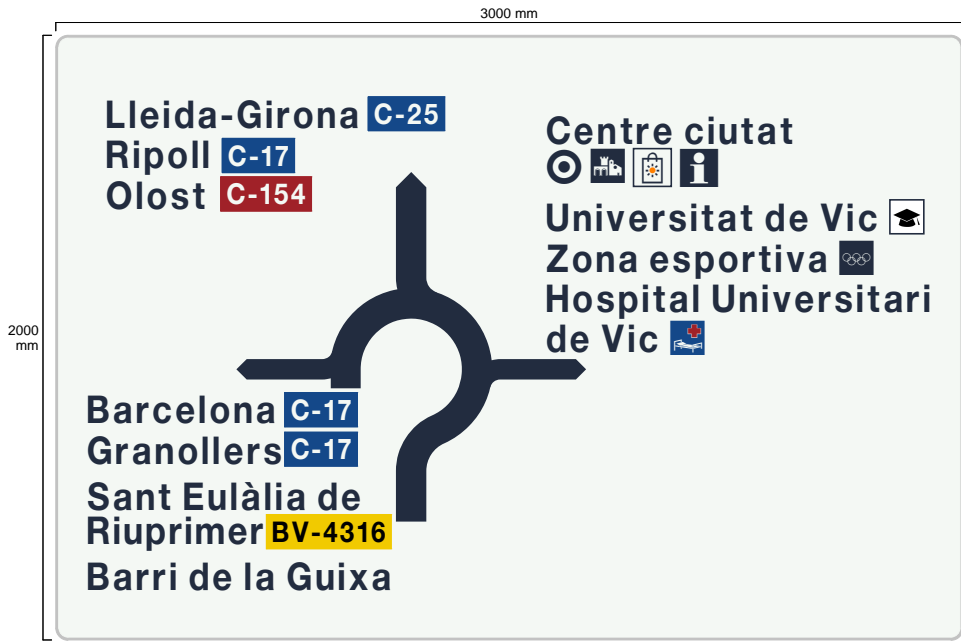 3000 mm
2000
mm
Lleida-Girona C-25
Ripoll C-17
Olost C-154
Centre ciutat
i
Universitat de Vic
Zona esportiva
Hospital Universitari
de Vic
Barcelona C-17
Granollers C-17
Sant Eulàlia de
Riuprimer BV-4316
Barri de la Guixa